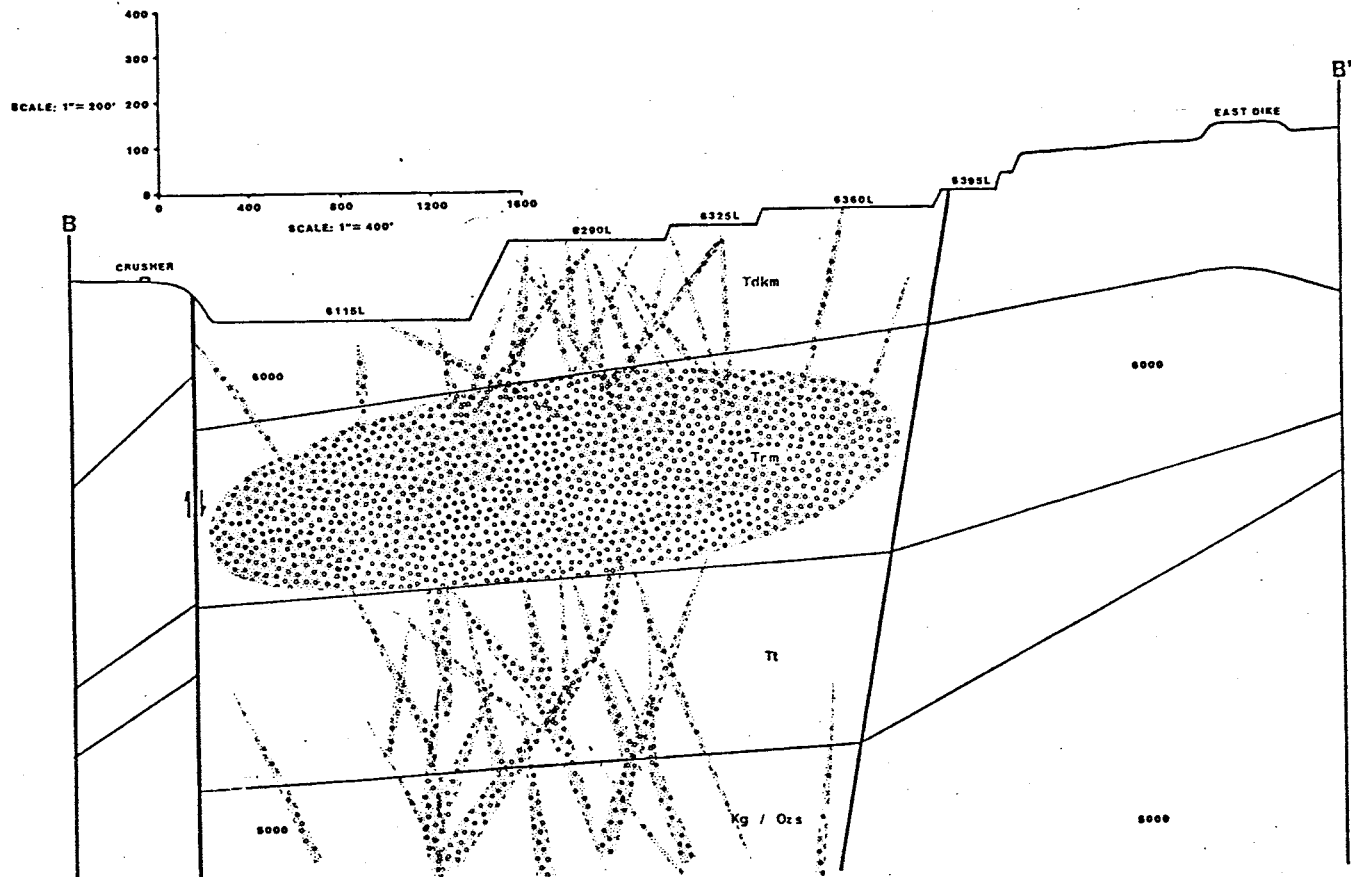 400
300
SCALE: 1"= 200'
200
100
0
0
400
800
1200
1600
SCALE: 1"= 400'
B
B'
EAST DIKE
CRUSHER
6115L
6290L
6325L
6360L
6395L
Tdkm
6000
6000
Trm
Tt
Kg / Ozs
5000
5000